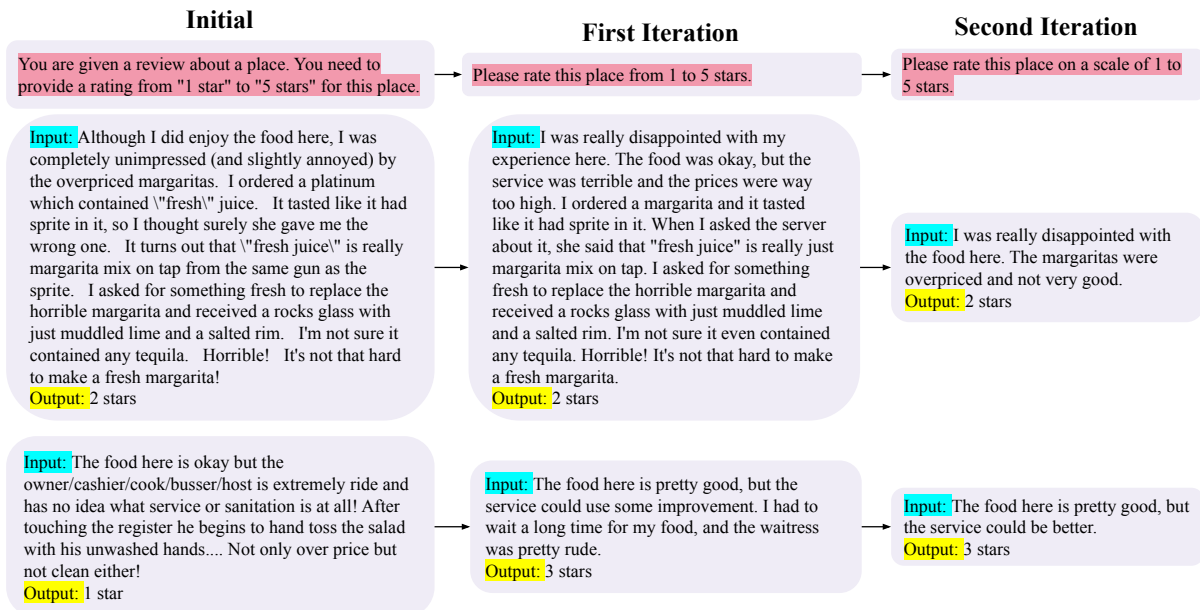 Initial
You are given a review about a place. You need to
provide a rating from "1 star" to "5 stars" for this place.
Input: Although I did enjoy the food here, I was
completely unimpressed (and slightly annoyed) by
the overpriced margaritas. I ordered a platinum
which contained \"fresh\" juice. It tasted like it had
sprite in it, so I thought surely she gave me the
wrong one. It turns out that \"fresh juice\" is really
margarita mix on tap from the same gun as the
sprite. I asked for something fresh to replace the
horrible margarita and received a rocks glass with
just muddled lime and a salted rim. I'm not sure it
contained any tequila. Horrible! It's not that hard
to make a fresh margarita!
Output: 2 stars
Input: The food here is okay but the
owner/cashier/cook/busser/host is extremely ride and
has no idea what service or sanitation is at all! After
touching the register he begins to hand toss the salad
with his unwashed hands.... Not only over price but
not clean either!
Output: 1 star
First Iteration
Please rate this place from 1 to 5 stars.
Input: I was really disappointed with my
experience here. The food was okay, but the
service was terrible and the prices were way
too high. I ordered a margarita and it tasted
like it had sprite in it. When I asked the server
about it, she said that "fresh juice" is really just
margarita mix on tap. I asked for something
fresh to replace the horrible margarita and
received a rocks glass with just muddled lime
and a salted rim. I'm not sure it even contained
any tequila. Horrible! It's not that hard to make
a fresh margarita.
Output: 2 stars
Input: The food here is pretty good, but the
service could use some improvement. I had to
wait a long time for my food, and the waitress
was pretty rude.
Output: 3 stars
Second Iteration
Please rate this place on a scale of 1 to
5 stars.
Input: I was really disappointed with
the food here. The margaritas were
overpriced and not very good.
Output: 2 stars
Input: The food here is pretty good, but
the service could be better.
Output: 3 stars